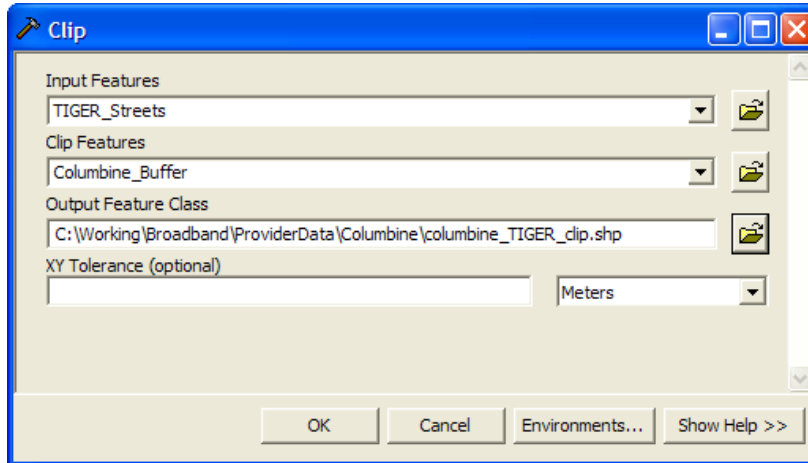 Clip
Input Features
TIGER_Streets
Clip Features
Columbine_Buffer
Output Feature Class
C:\Working\Broadband\ProviderData\Columbine\columbine_TIGER_clip.shp
XY Tolerance (optional)
Meters
OK Cancel Environments... Show Help >>